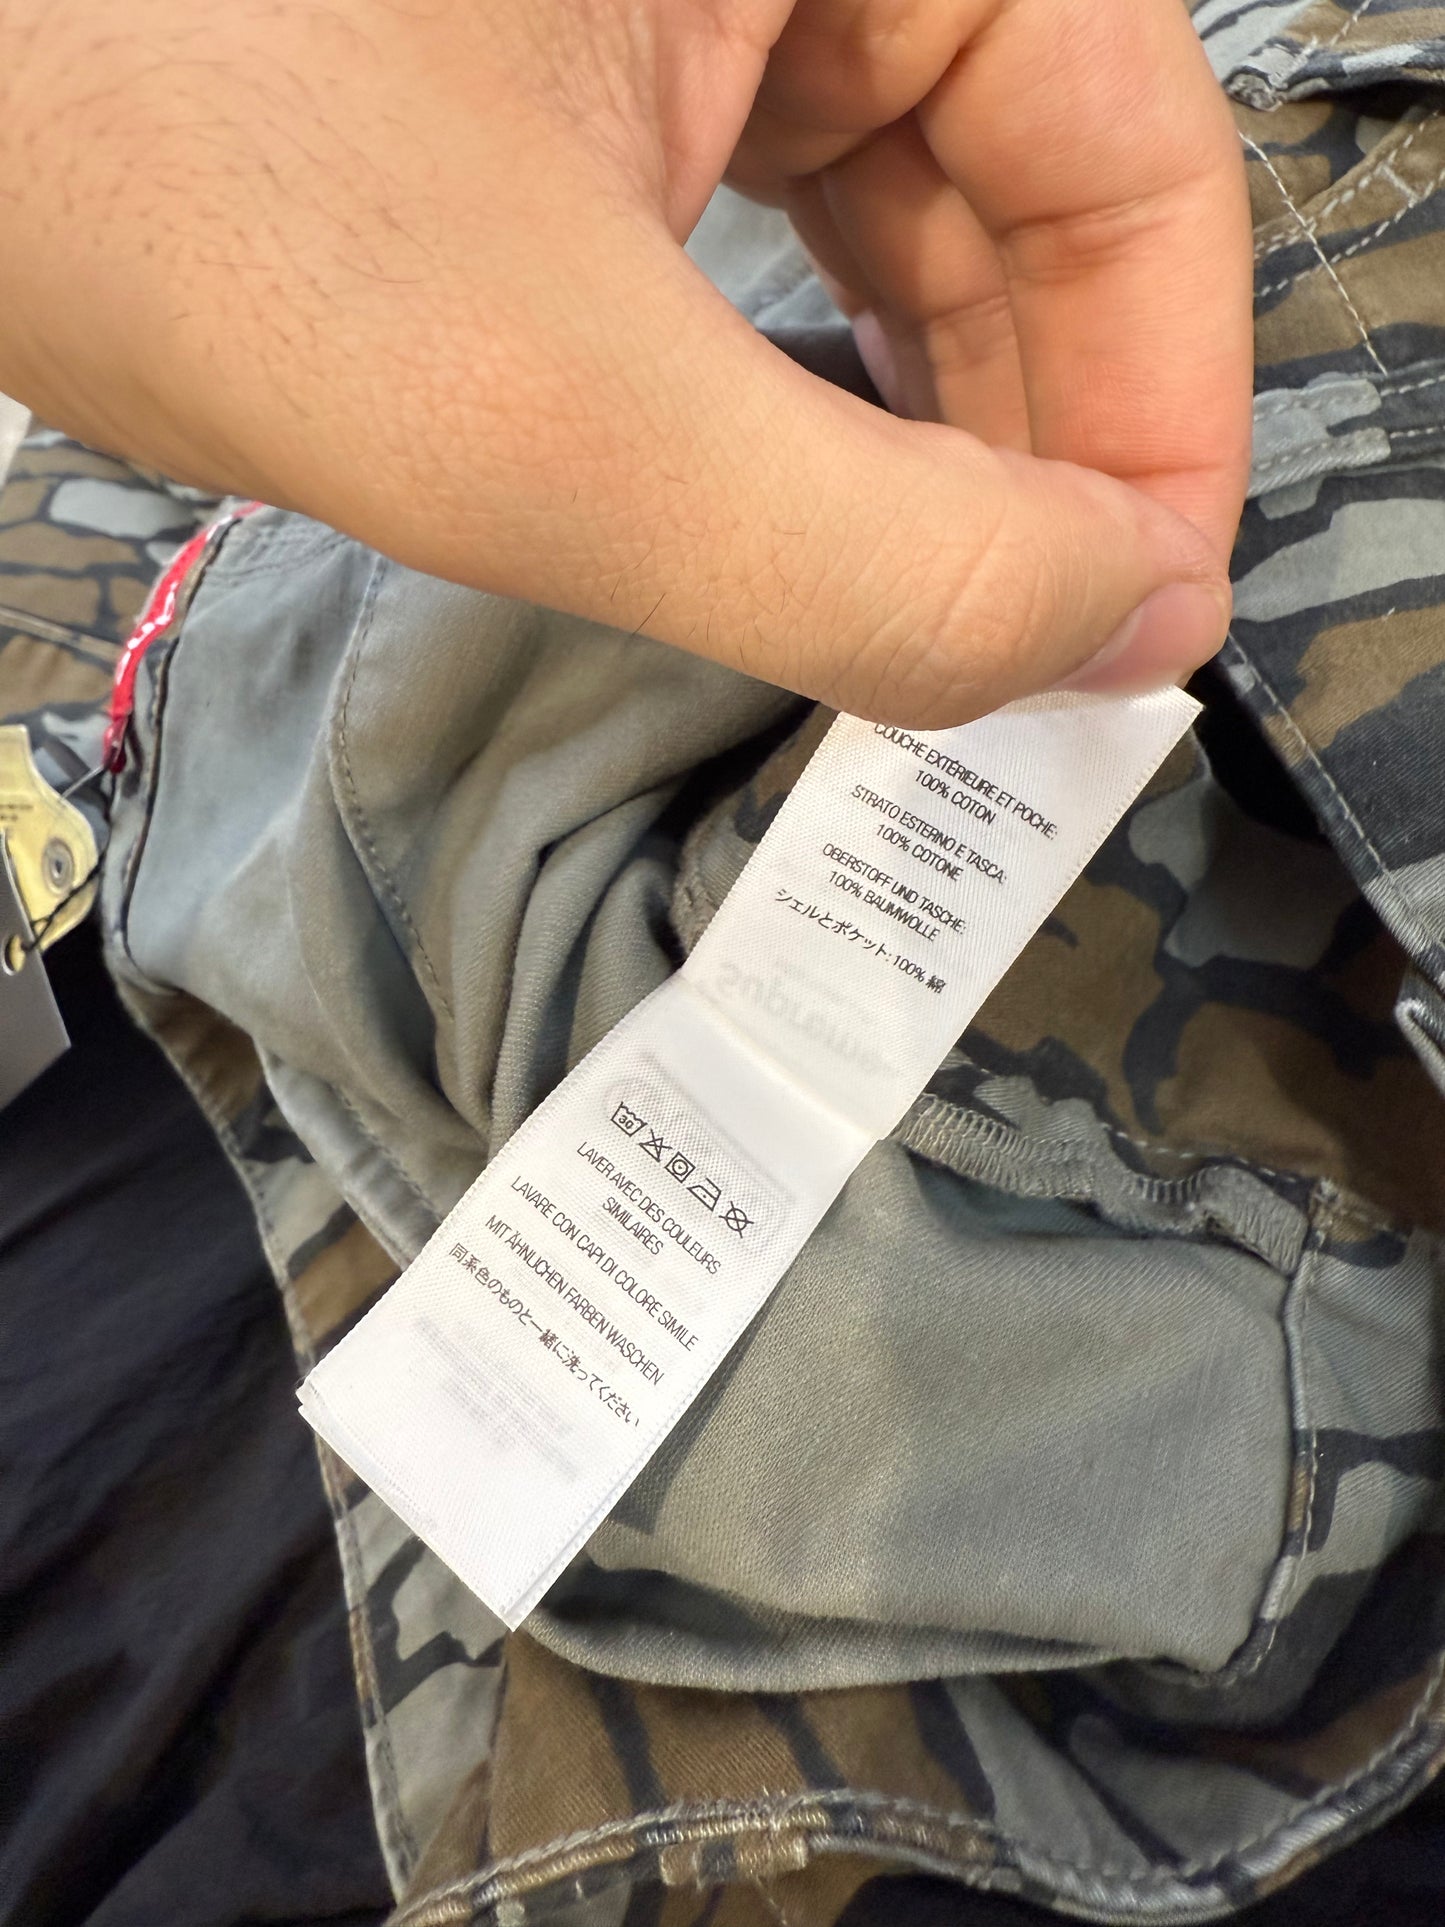 COUCHE EXTÉRIEURE ET POCHE:
100% COTON
STRATO ESTERNO E TASCA:
100% COTONE
OBERSTOFF UND TASCHE:
100% BAUMWOLLE
シェルとポケット: 100% 綿
30
LAVER AVEC DES COULEURS
SIMILAIRES
LAVARE CON CAPI DI COLORE SIMILE
MIT ÄHNLICHEN FARBEN WASCHEN
同系色のものと一緒に洗ってください